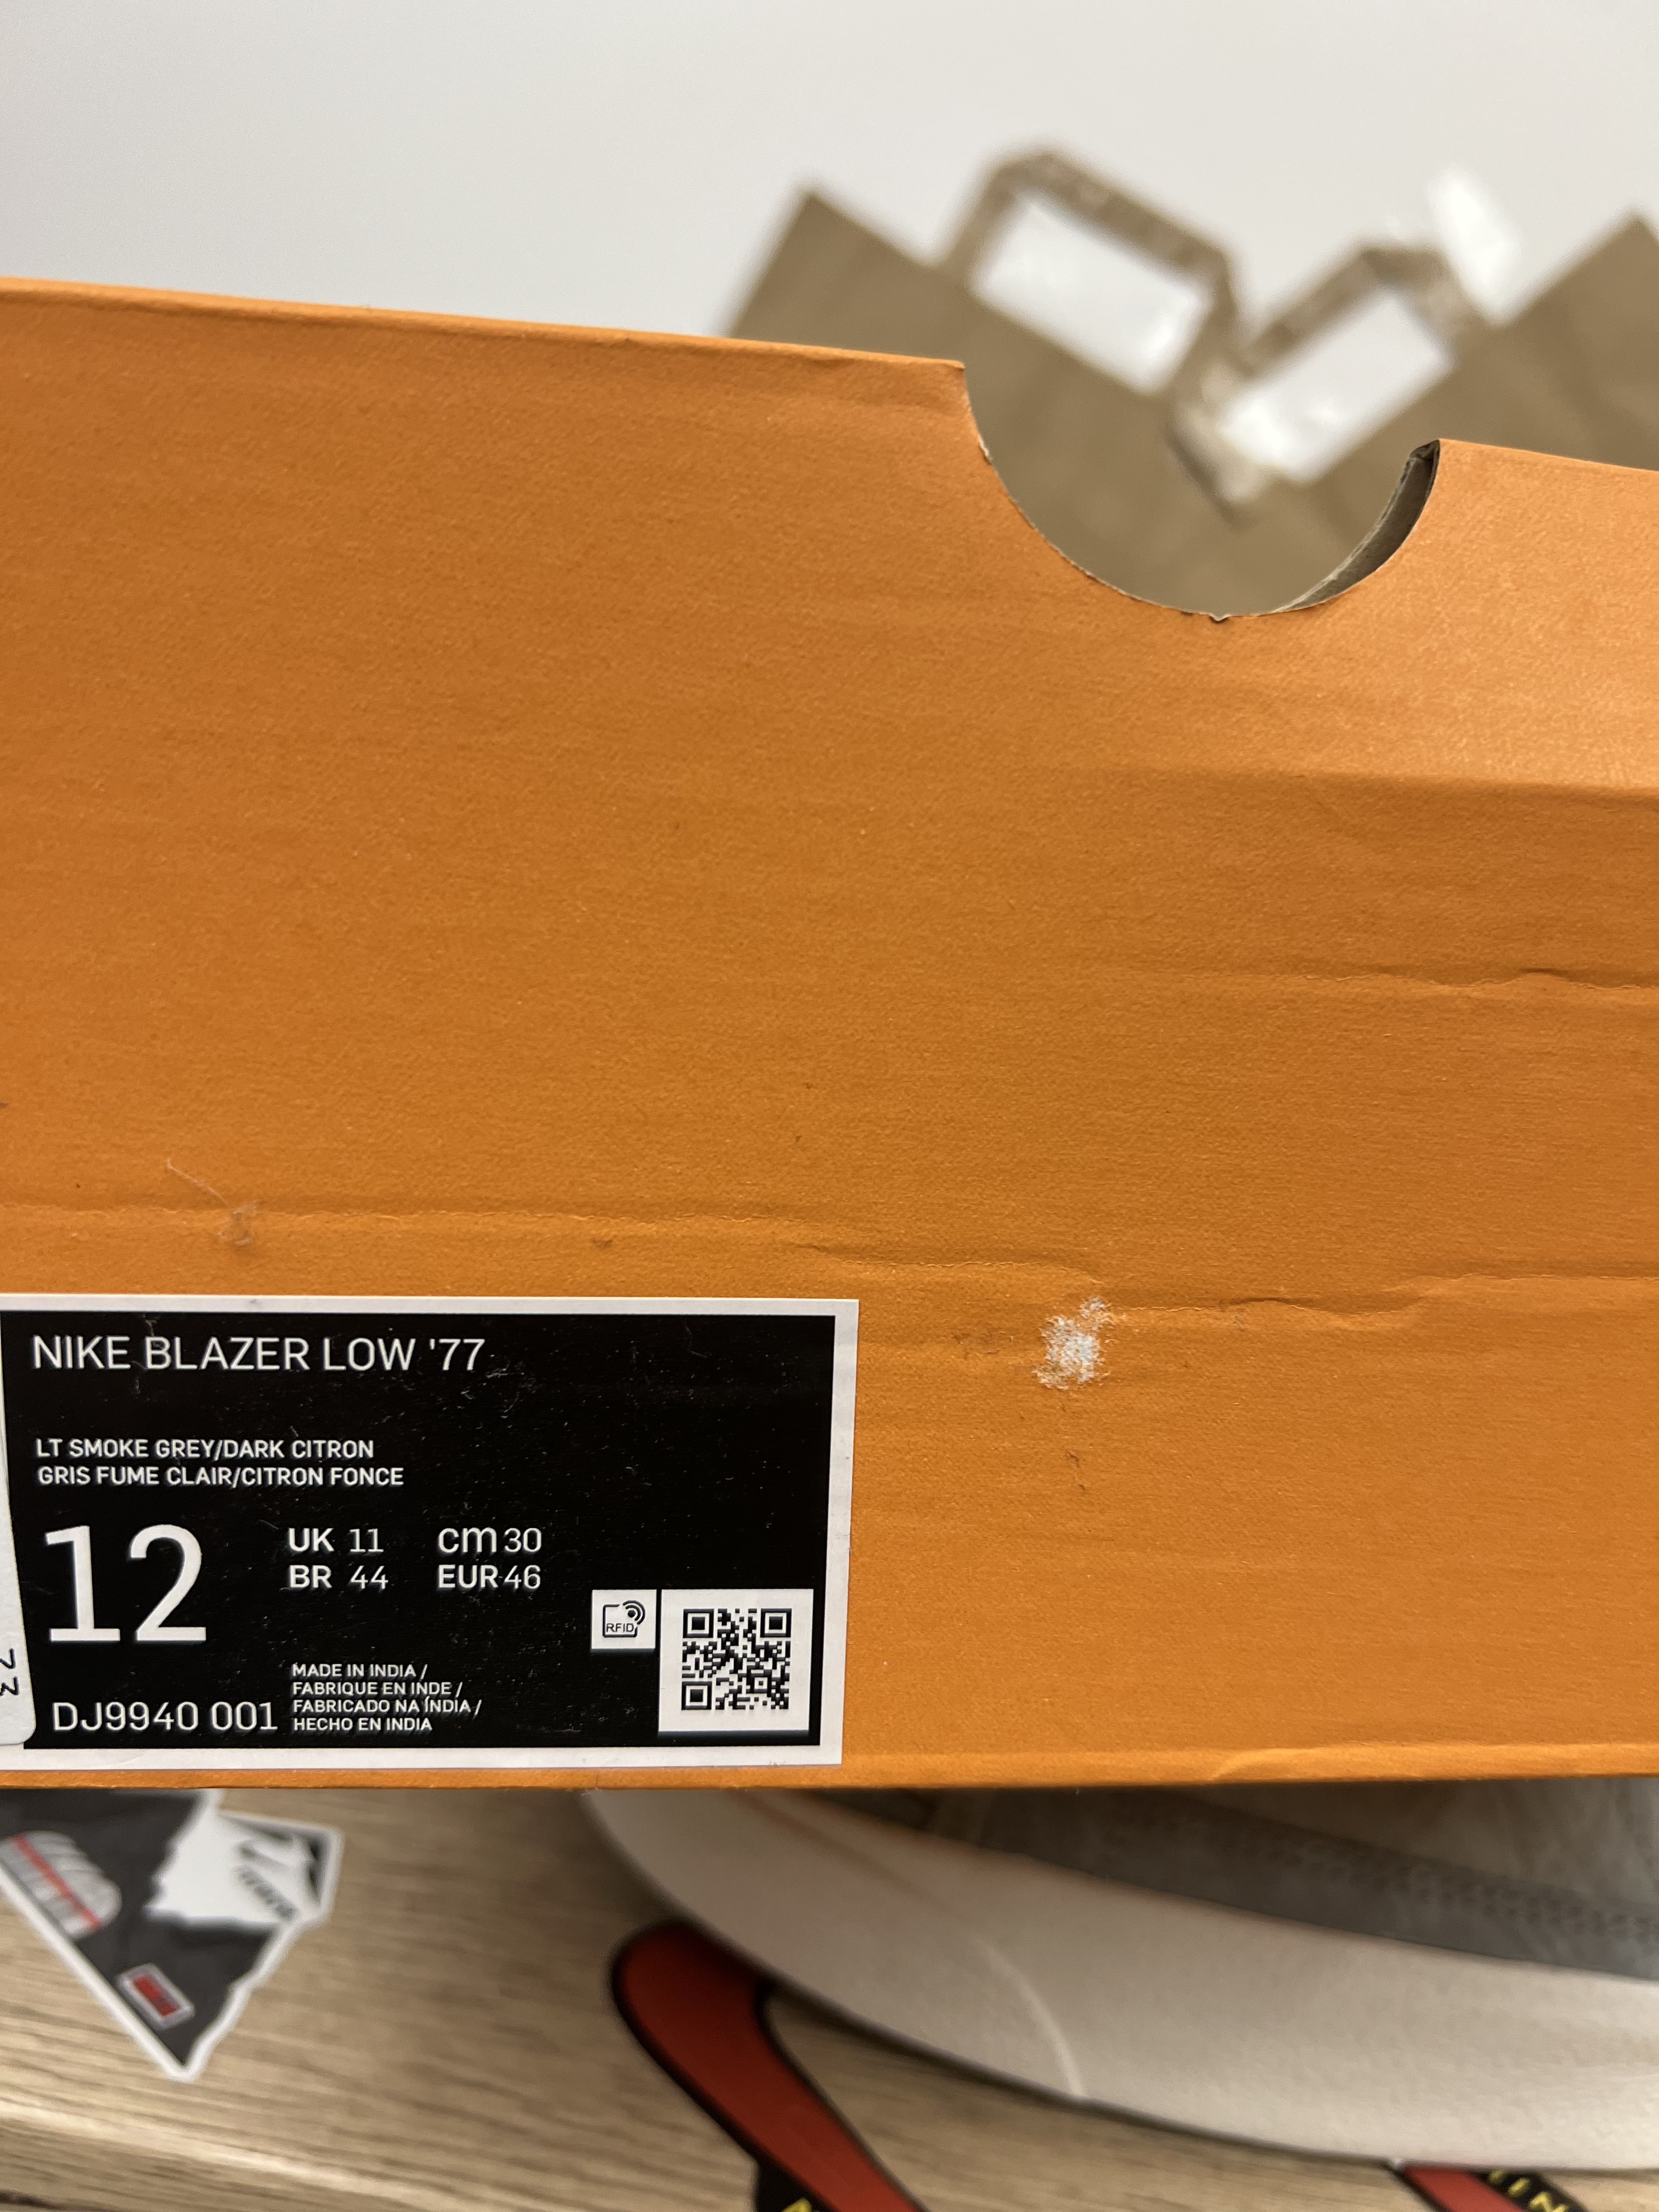 NIKE BLAZER LOW '77
LT SMOKE GREY/DARK CITRON
GRIS FUME CLAIR/CITRON FONCE
12
UK 11 cm 30
BR 44 EUR 46
RFID
MADE IN INDIA /
FABRIQUE EN INDE /
FABRICADO NA ÍNDIA /
HECHO EN INDIA
DJ9940 001